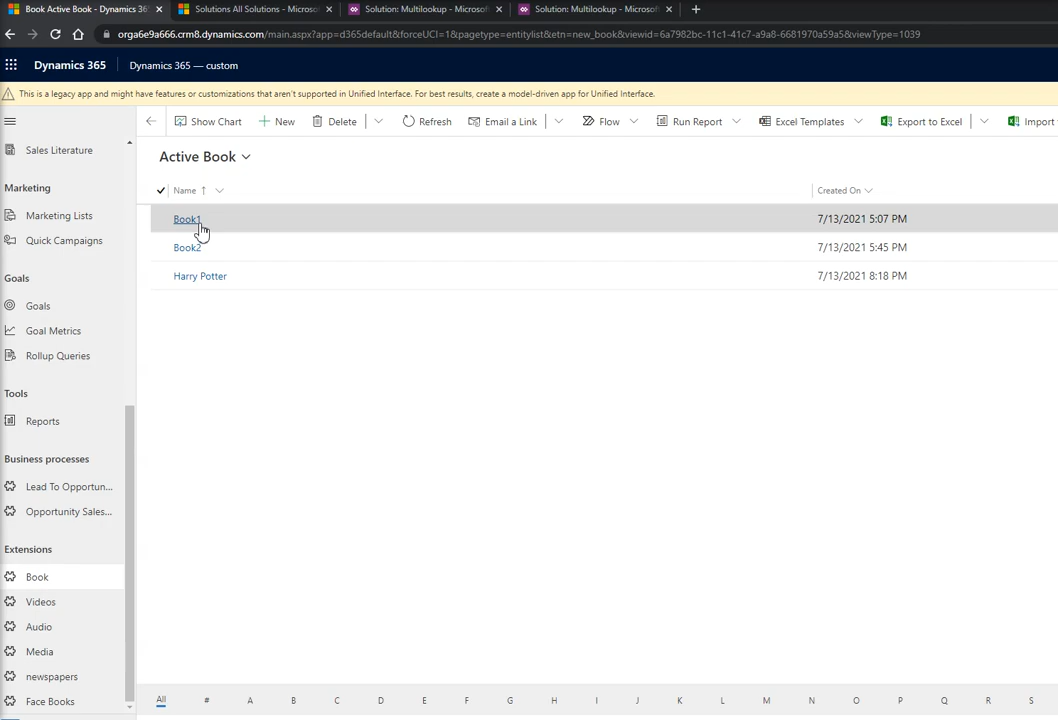 Book Active Book - Dynamics 36
Solutions All Solutions - Microso
Solution: Multilookup - Microsof
Solution: Multilookup - Microsof
orga6e9a666.crm8.dynamics.com/main.aspx?app=d365default&forceUCI=1&pagetype=entitylist&etn=new_book&viewid=6a7982bc-11c1-41c7-a9a8-6681970a59a5&viewType=1039
Dynamics 365
Dynamics 365 — custom
This is a legacy app and might have features or customizations that aren't supported in Unified Interface. For best results, create a model-driven app for Unified Interface.
Show Chart
New
Delete
Refresh
Email a Link
Flow
Run Report
Excel Templates
Export to Excel
Import
Sales Literature
Marketing
Marketing Lists
Quick Campaigns
Goals
Goals
Goal Metrics
Rollup Queries
Tools
Reports
Business processes
Lead To Opportun...
Opportunity Sales...
Extensions
Book
Videos
Audio
Media
newspapers
Face Books
Active Book
Name Created On
Book1 7/13/2021 5:07 PM
Book2 7/13/2021 5:45 PM
Harry Potter 7/13/2021 8:18 PM
All # A B C D E F G H I J K L M N O P Q R S